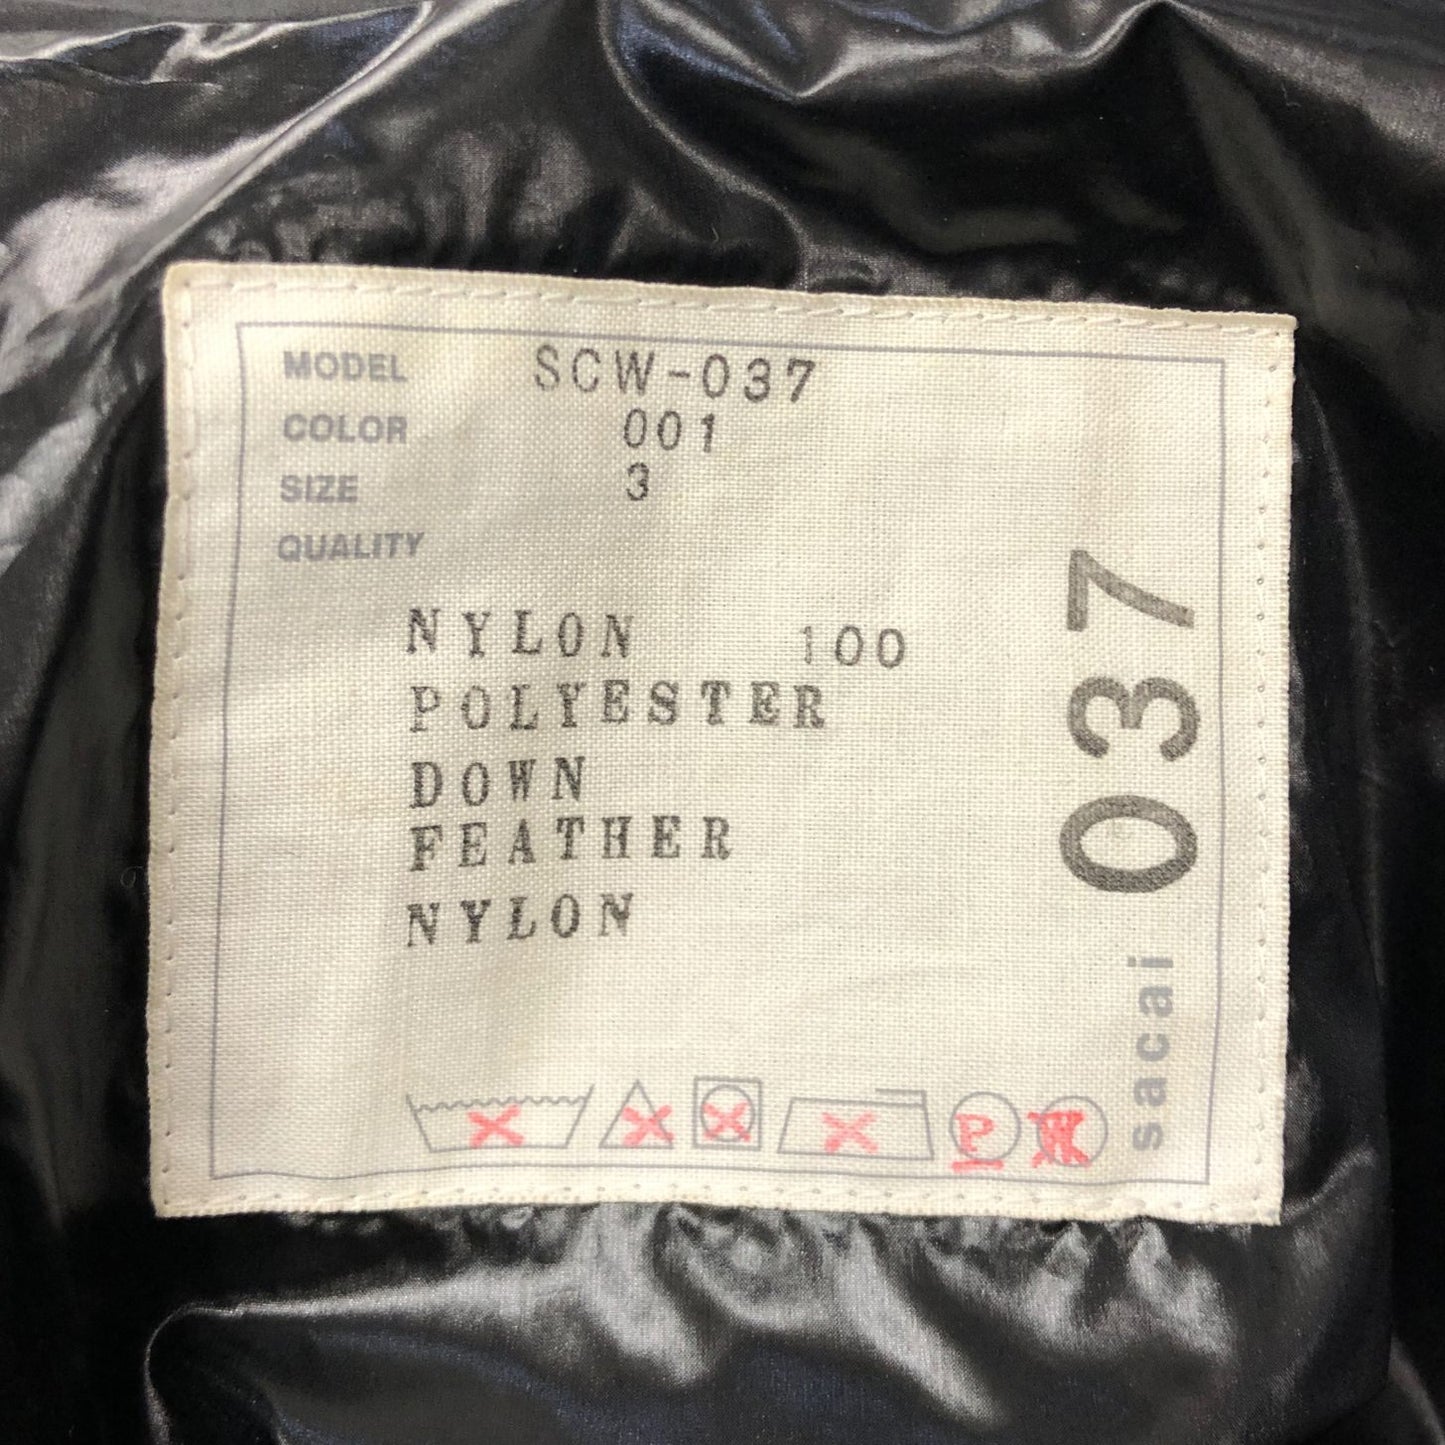 MODEL SCW-037
COLOR 001
SIZE 3
QUALITY
NYLON 100
POLYESTER
DOWN
FEATHER
NYLON
sacai 037
P
W